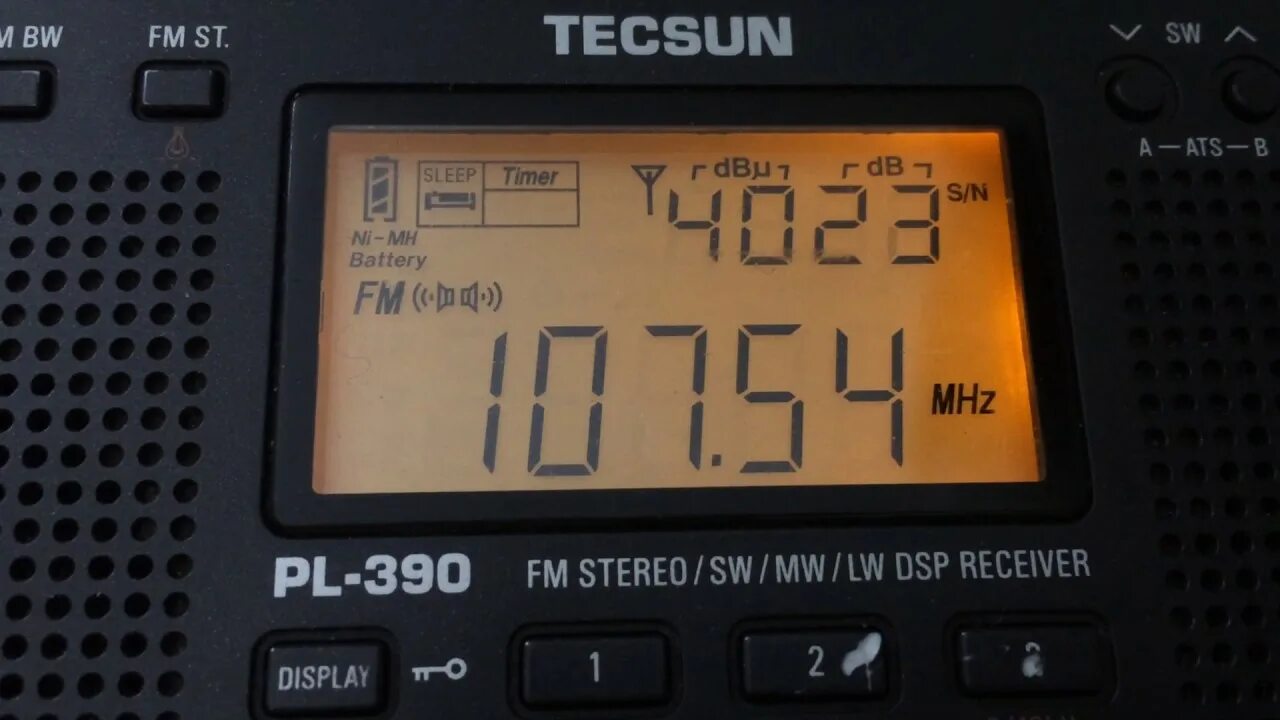 M BW
FM ST.
TECSUN
SW
A — ATS — B
SLEEP Timer
dBµ dB
4023 S/N
Ni-MH
Battery
FM
107.54 MHz
PL-390 FM STEREO/SW/MW/LW DSP RECEIVER
DISPLAY 1 2